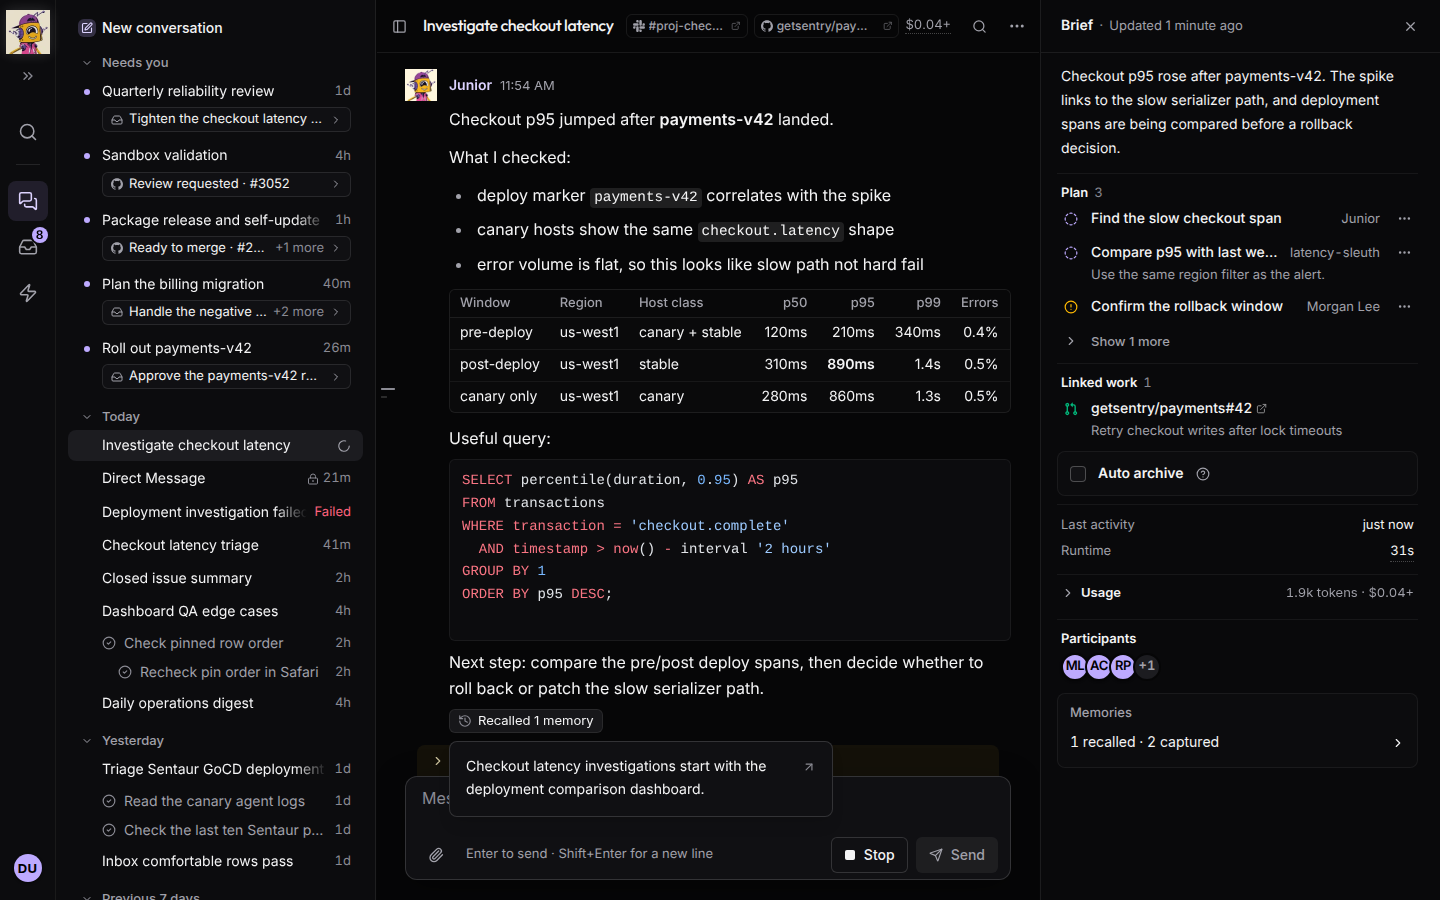 New conversation
Needs you
Quarterly reliability review 1d
Tighten the checkout latency ...
Sandbox validation 4h
Review requested · #3052
Package release and self-update 1h
Ready to merge · #2... +1 more
Plan the billing migration 40m
Handle the negative ... +2 more
Roll out payments-v42 26m
Approve the payments-v42 r...
Today
Investigate checkout latency
Direct Message 21m
Deployment investigation failed Failed
Checkout latency triage 41m
Closed issue summary 2h
Dashboard QA edge cases 4h
Check pinned row order 2h
Recheck pin order in Safari 2h
Daily operations digest 4h
Yesterday
Triage Sentaur GoCD deployment 1d
Read the canary agent logs 1d
Check the last ten Sentaur p... 1d
Inbox comfortable rows pass 1d
Previous 7 days
8
DU
Investigate checkout latency
#proj-chec...
getsentry/pay...
$0.04+
Junior 11:54 AM
Checkout p95 jumped after payments-v42 landed.
What I checked:
deploy marker payments-v42 correlates with the spike
canary hosts show the same checkout.latency shape
error volume is flat, so this looks like slow path not hard fail
Window Region Host class p50 p95 p99 Errors
pre-deploy us-west1 canary + stable 120ms 210ms 340ms 0.4%
post-deploy us-west1 stable 310ms 890ms 1.4s 0.5%
canary only us-west1 canary 280ms 860ms 1.3s 0.5%
Useful query:
SELECT percentile(duration, 0.95) AS p95
FROM transactions
WHERE transaction = 'checkout.complete'
AND timestamp > now() - interval '2 hours'
GROUP BY 1
ORDER BY p95 DESC;
Next step: compare the pre/post deploy spans, then decide whether to
roll back or patch the slow serializer path.
Recalled 1 memory
Checkout latency investigations start with the
deployment comparison dashboard.
Mes
Enter to send · Shift+Enter for a new line
Stop
Send
Brief · Updated 1 minute ago
Checkout p95 rose after payments-v42. The spike
links to the slow serializer path, and deployment
spans are being compared before a rollback
decision.
Plan 3
Find the slow checkout span Junior
Compare p95 with last we... latency-sleuth
Use the same region filter as the alert.
Confirm the rollback window Morgan Lee
Show 1 more
Linked work 1
getsentry/payments#42
Retry checkout writes after lock timeouts
Auto archive
Last activity just now
Runtime 31s
Usage 1.9k tokens · $0.04+
Participants
ML AC RP +1
Memories
1 recalled · 2 captured